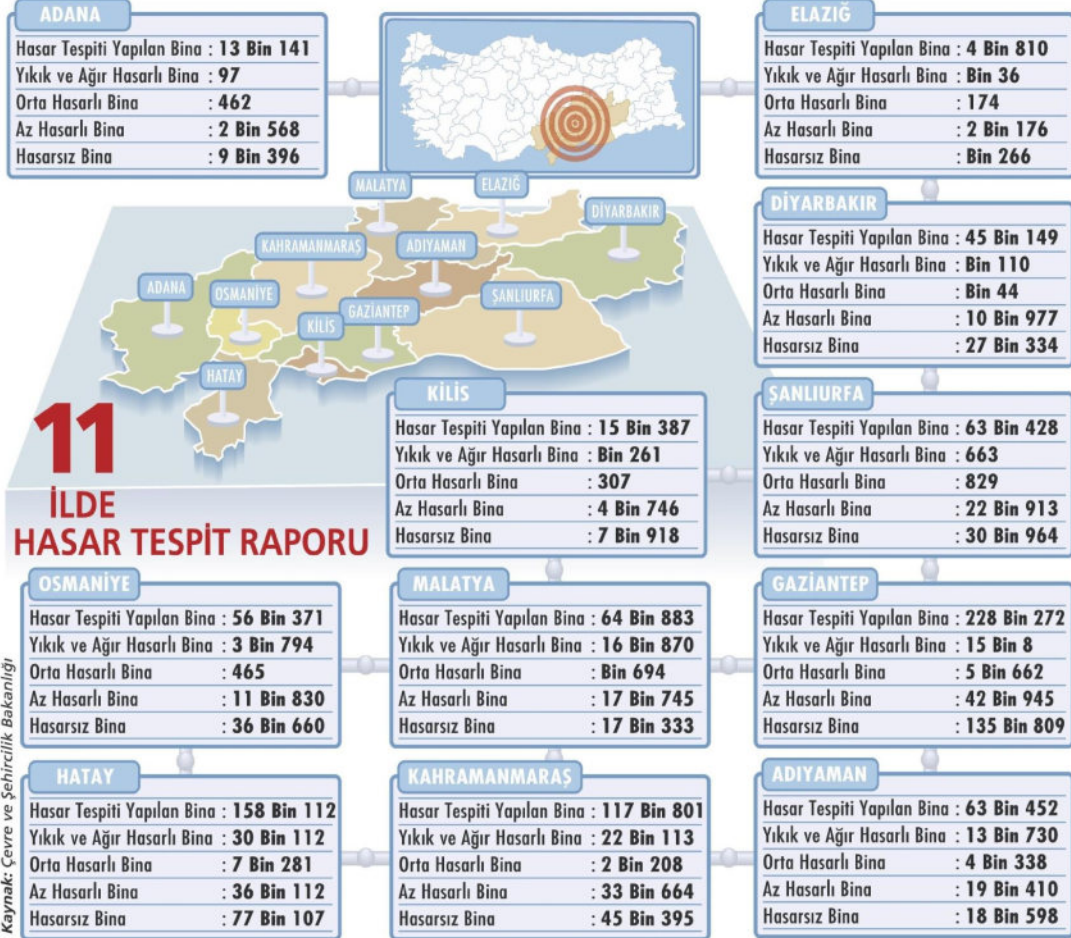 ADANA
Hasar Tespiti Yapılan Bina : 13 Bin 141
Yıkık ve Ağır Hasarlı Bina : 97
Orta Hasarlı Bina : 462
Az Hasarlı Bina : 2 Bin 568
Hasarsız Bina : 9 Bin 396
ELAZIĞ
Hasar Tespiti Yapılan Bina : 4 Bin 810
Yıkık ve Ağır Hasarlı Bina : Bin 36
Orta Hasarlı Bina : 174
Az Hasarlı Bina : 2 Bin 176
Hasarsız Bina : Bin 266
MALATYA
ELAZIĞ
DİYARBAKIR
KAHRAMANMARAŞ
ADIYAMAN
ADANA
OSMANİYE
KİLİS
GAZİANTEP
ŞANLIURFA
HATAY
DİYARBAKIR
Hasar Tespiti Yapılan Bina : 45 Bin 149
Yıkık ve Ağır Hasarlı Bina : Bin 110
Orta Hasarlı Bina : Bin 44
Az Hasarlı Bina : 10 Bin 977
Hasarsız Bina : 27 Bin 334
11
İLDE
HASAR TESPİT RAPORU
KİLİS
Hasar Tespiti Yapılan Bina : 15 Bin 387
Yıkık ve Ağır Hasarlı Bina : Bin 261
Orta Hasarlı Bina : 307
Az Hasarlı Bina : 4 Bin 746
Hasarsız Bina : 7 Bin 918
ŞANLIURFA
Hasar Tespiti Yapılan Bina : 63 Bin 428
Yıkık ve Ağır Hasarlı Bina : 663
Orta Hasarlı Bina : 829
Az Hasarlı Bina : 22 Bin 913
Hasarsız Bina : 30 Bin 964
OSMANİYE
Hasar Tespiti Yapılan Bina : 56 Bin 371
Yıkık ve Ağır Hasarlı Bina : 3 Bin 794
Orta Hasarlı Bina : 465
Az Hasarlı Bina : 11 Bin 830
Hasarsız Bina : 36 Bin 660
MALATYA
Hasar Tespiti Yapılan Bina : 64 Bin 883
Yıkık ve Ağır Hasarlı Bina : 16 Bin 870
Orta Hasarlı Bina : Bin 694
Az Hasarlı Bina : 17 Bin 745
Hasarsız Bina : 17 Bin 333
GAZİANTEP
Hasar Tespiti Yapılan Bina : 228 Bin 272
Yıkık ve Ağır Hasarlı Bina : 15 Bin 8
Orta Hasarlı Bina : 5 Bin 662
Az Hasarlı Bina : 42 Bin 945
Hasarsız Bina : 135 Bin 809
HATAY
Hasar Tespiti Yapılan Bina : 158 Bin 112
Yıkık ve Ağır Hasarlı Bina : 30 Bin 112
Orta Hasarlı Bina : 7 Bin 281
Az Hasarlı Bina : 36 Bin 112
Hasarsız Bina : 77 Bin 107
KAHRAMANMARAŞ
Hasar Tespiti Yapılan Bina : 117 Bin 801
Yıkık ve Ağır Hasarlı Bina : 22 Bin 113
Orta Hasarlı Bina : 2 Bin 208
Az Hasarlı Bina : 33 Bin 664
Hasarsız Bina : 45 Bin 395
ADIYAMAN
Hasar Tespiti Yapılan Bina : 63 Bin 452
Yıkık ve Ağır Hasarlı Bina : 13 Bin 730
Orta Hasarlı Bina : 4 Bin 338
Az Hasarlı Bina : 19 Bin 410
Hasarsız Bina : 18 Bin 598
Kaynak: Çevre ve Şehircilik Bakanlığı